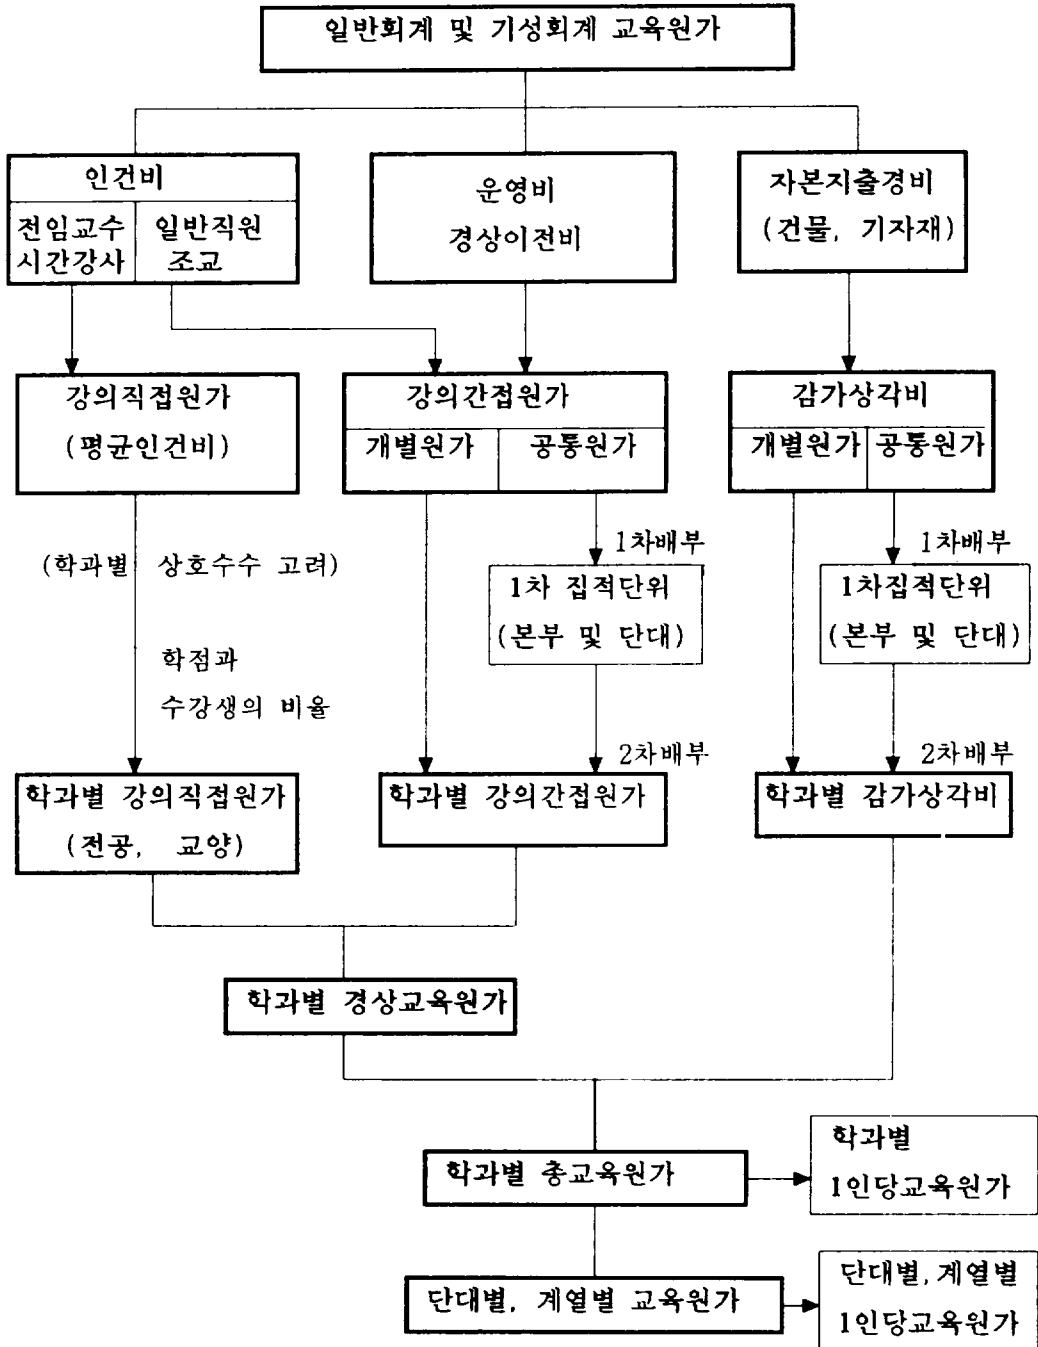 일반회계 및 기성회계 교육원가
인건비
전임교수
시간강사
일반직원
조교
운영비
경상이전비
자본지출경비
(건물, 기자재)
강의직접원가
(평균인건비)
강의간접원가
개별원가
공통원가
감가상각비
개별원가
공통원가
(학과별 상호수수 고려)
학점과
수강생의 비율
1차배부
1차 집적단위
(본부 및 단대)
2차배부
1차배부
1차집적단위
(본부 및 단대)
2차배부
학과별 강의직접원가
(전공, 교양)
학과별 강의간접원가
학과별 감가상각비
학과별 경상교육원가
학과별 총교육원가
학과별
1인당교육원가
단대별, 계열별 교육원가
단대별, 계열별
1인당교육원가